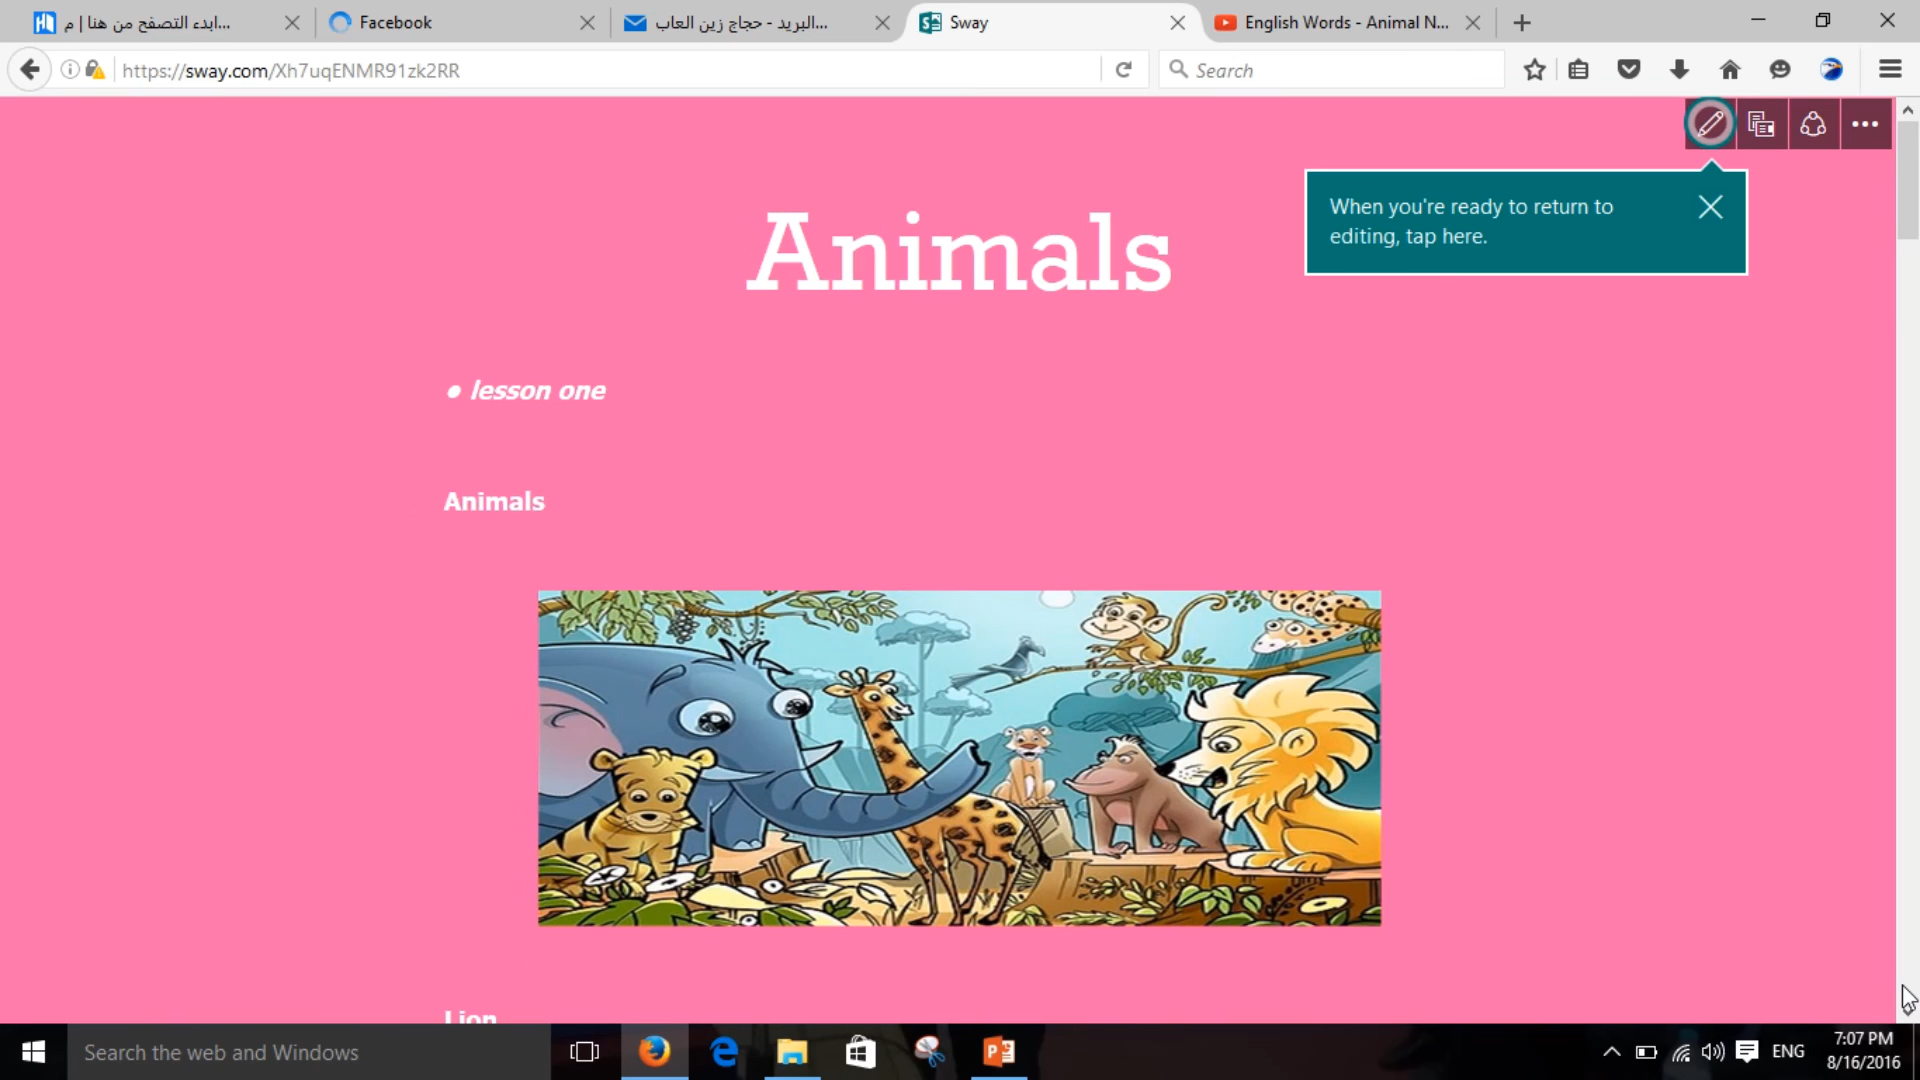 ابدء التصفح من هنا | م...
Facebook
البريد - حجاج زين العاب...
Sway
English Words - Animal N...
https://sway.com/Xh7uqENMR91zk2RR
Search
When you're ready to return to
editing, tap here.
Animals
• lesson one
Animals
Lion
Search the web and Windows
ENG
7:07 PM
8/16/2016